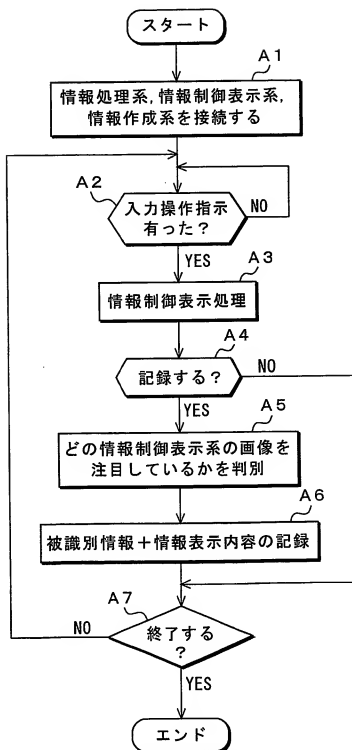 スタート
A1
情報処理系,情報制御表示系,
情報作成系を接続する
A2
入力操作指示
有った?
NO
YES
A3
情報制御表示処理
A4
記録する?
NO
YES
A5
どの情報制御表示系の画像を
注目しているかを判別
A6
被識別情報+情報表示内容の記録
A7
終了する
?
NO
YES
エンド